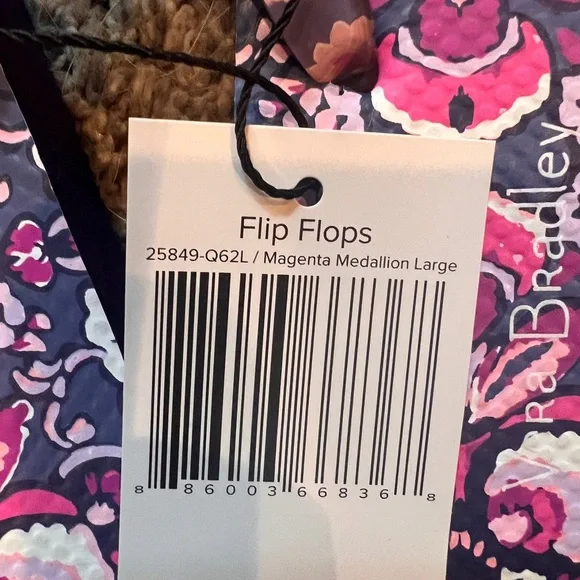 Flip Flops
25849-Q62L / Magenta Medallion Large
8 86003 66836 8
Bradley